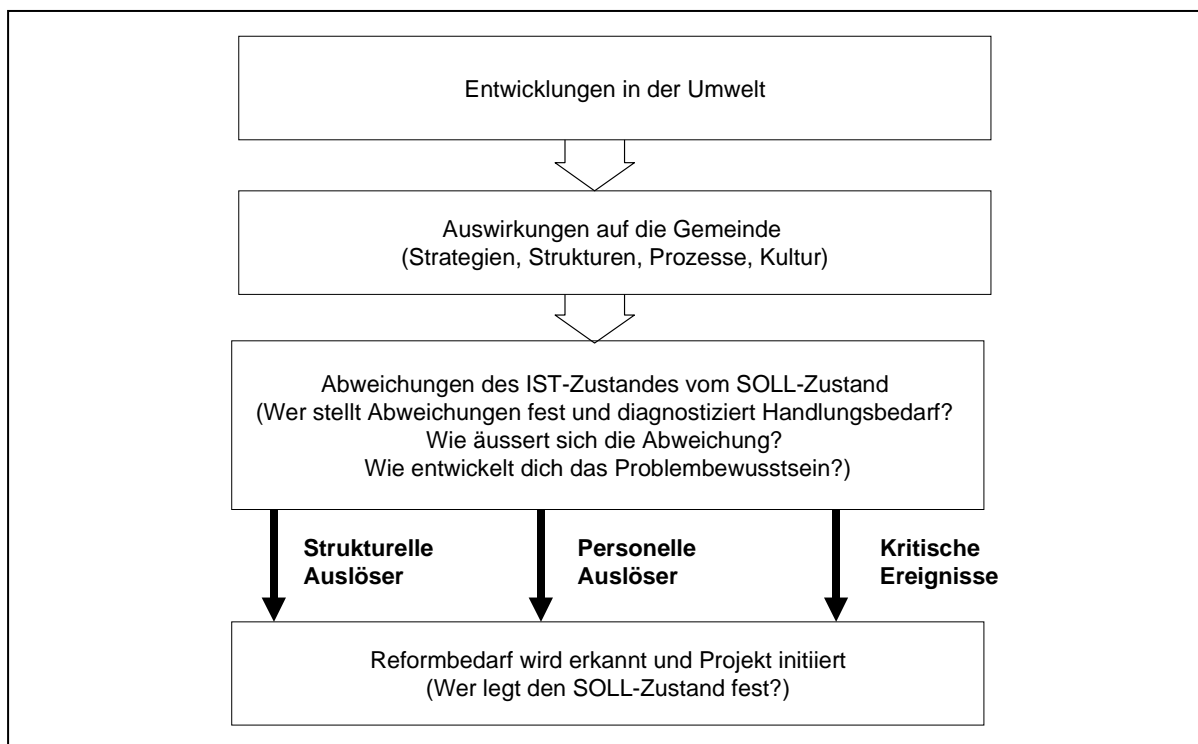 Entwicklungen in der Umwelt
Auswirkungen auf die Gemeinde
(Strategien, Strukturen, Prozesse, Kultur)
Abweichungen des IST-Zustandes vom SOLL-Zustand
(Wer stellt Abweichungen fest und diagnostiziert Handlungsbedarf?
Wie äussert sich die Abweichung?
Wie entwickelt dich das Problembewusstsein?)
Strukturelle
Auslöser
Personelle
Auslöser
Kritische
Ereignisse
Reformbedarf wird erkannt und Projekt initiiert
(Wer legt den SOLL-Zustand fest?)